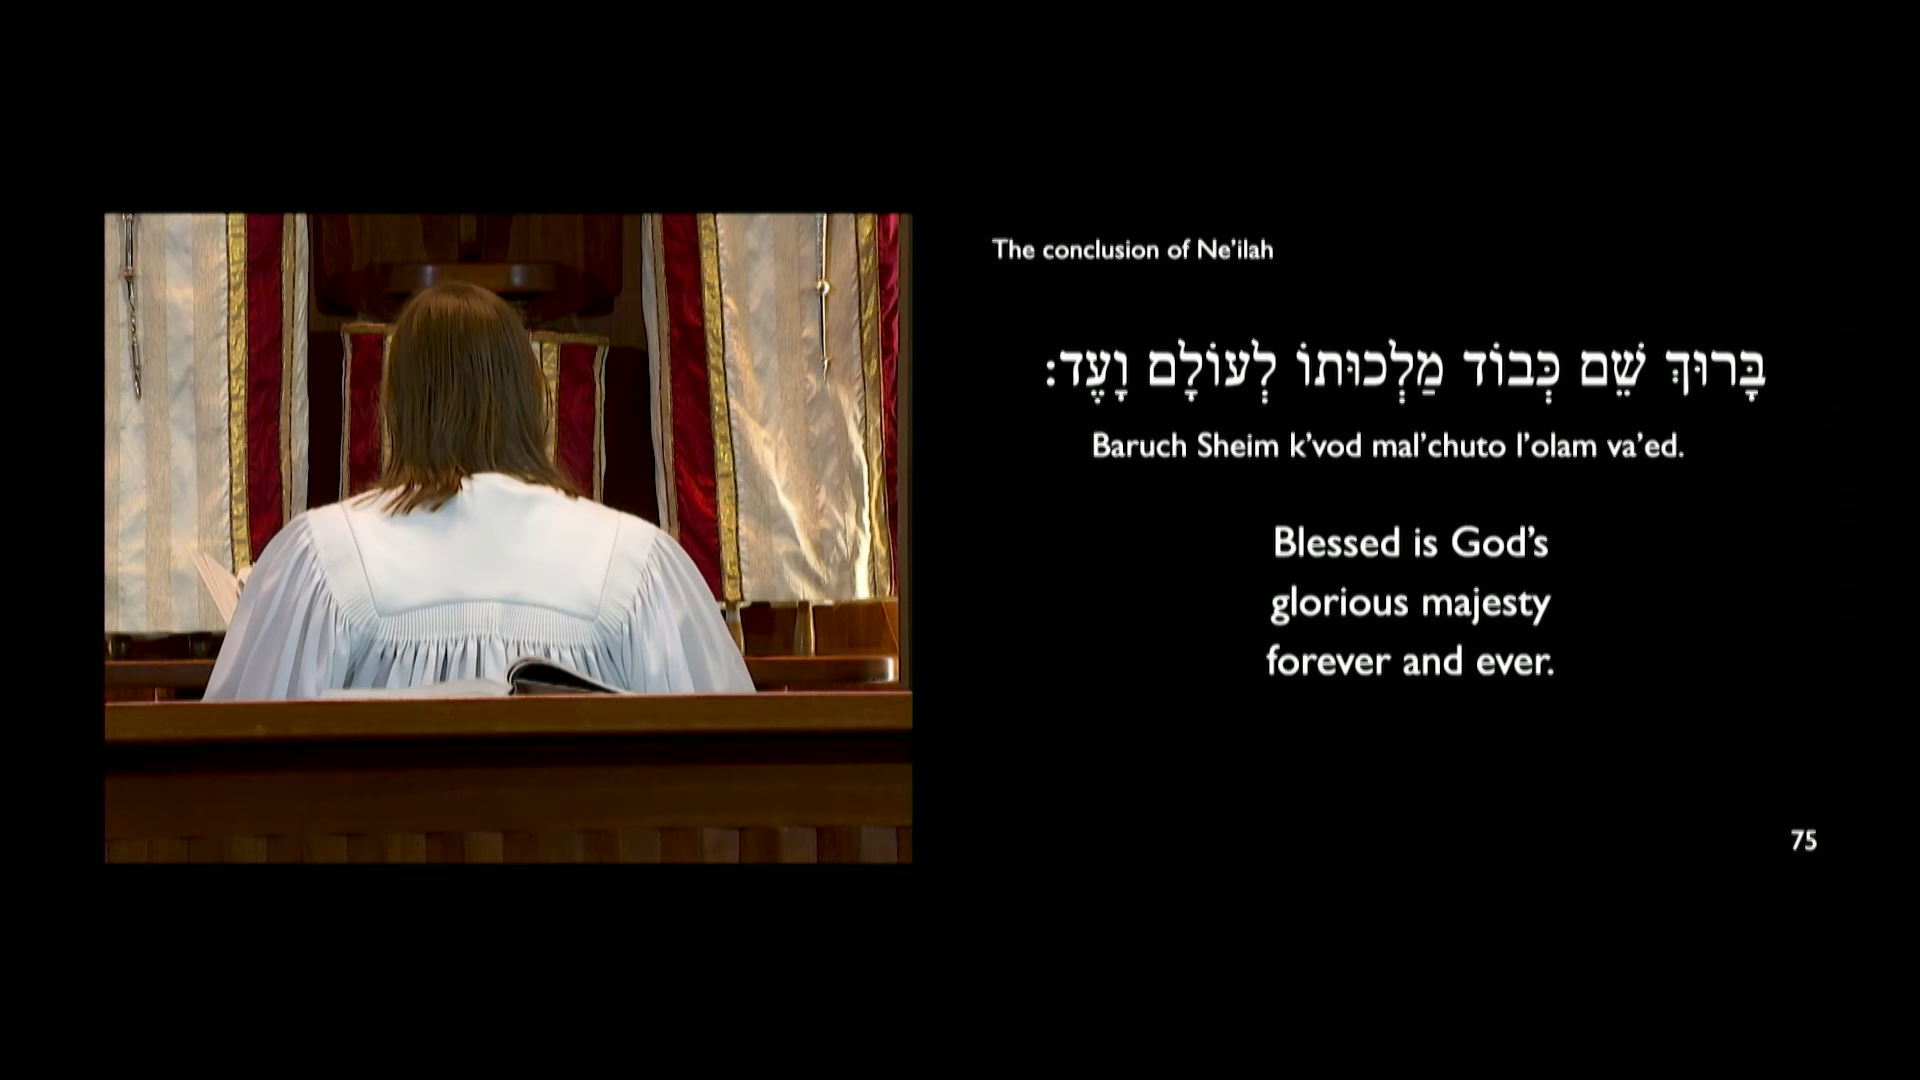 The conclusion of Ne’ilah
בָּרוּךְ שֵׁם כְּבוֹד מַלְכוּתוֹ לְעוֹלָם וָעֶד:
Baruch Sheim k’vod mal’chuto l’olam va’ed.
Blessed is God’s
glorious majesty
forever and ever.
75